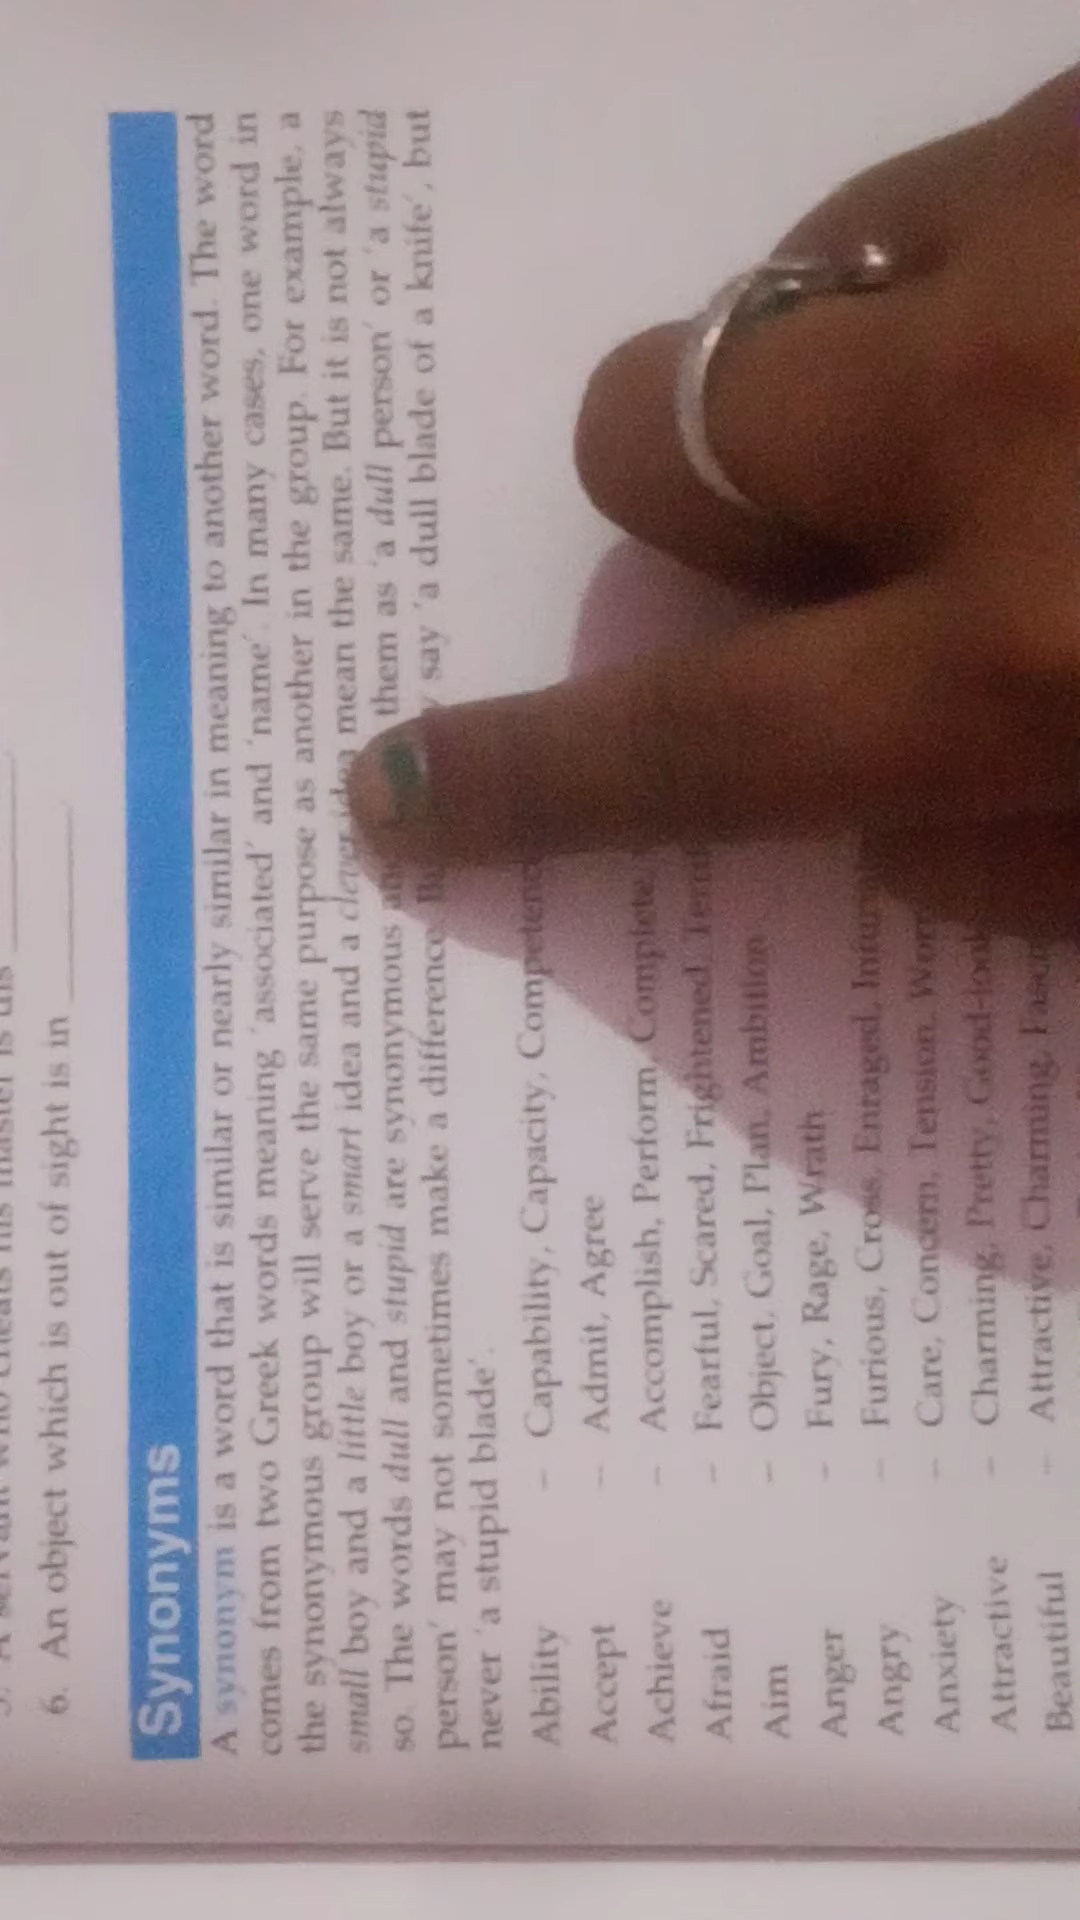 6. An object which is out of sight is in
Synonyms
A synonym is a word that is similar or nearly similar in meaning to another word. The word
comes from two Greek words meaning 'associated' and 'name'. In many cases, one word in
the synonymous group will serve the same purpose as another in the group. For example, a
small boy and a little boy or a smart idea and a clever idea mean the same. But it is not always
so. The words dull and stupid are synonymous them as 'a dull person' or 'a stupid
person' may not sometimes make a difference. say 'a dull blade of a knife', but
never 'a stupid blade'.
Ability – Capability, Capacity,
Accept – Admit, Agree
Achieve – Accomplish, Perform, Complete,
Afraid – Fearful, Scared, Frightened,
Aim – Object, Goal, Plan, Ambition
Anger – Fury, Rage, Wrath
Angry – Furious, Cross, Enraged,
Anxiety – Care, Concern, Tension,
Attractive – Charming, Pretty,
Beautiful – Attractive, Charming,